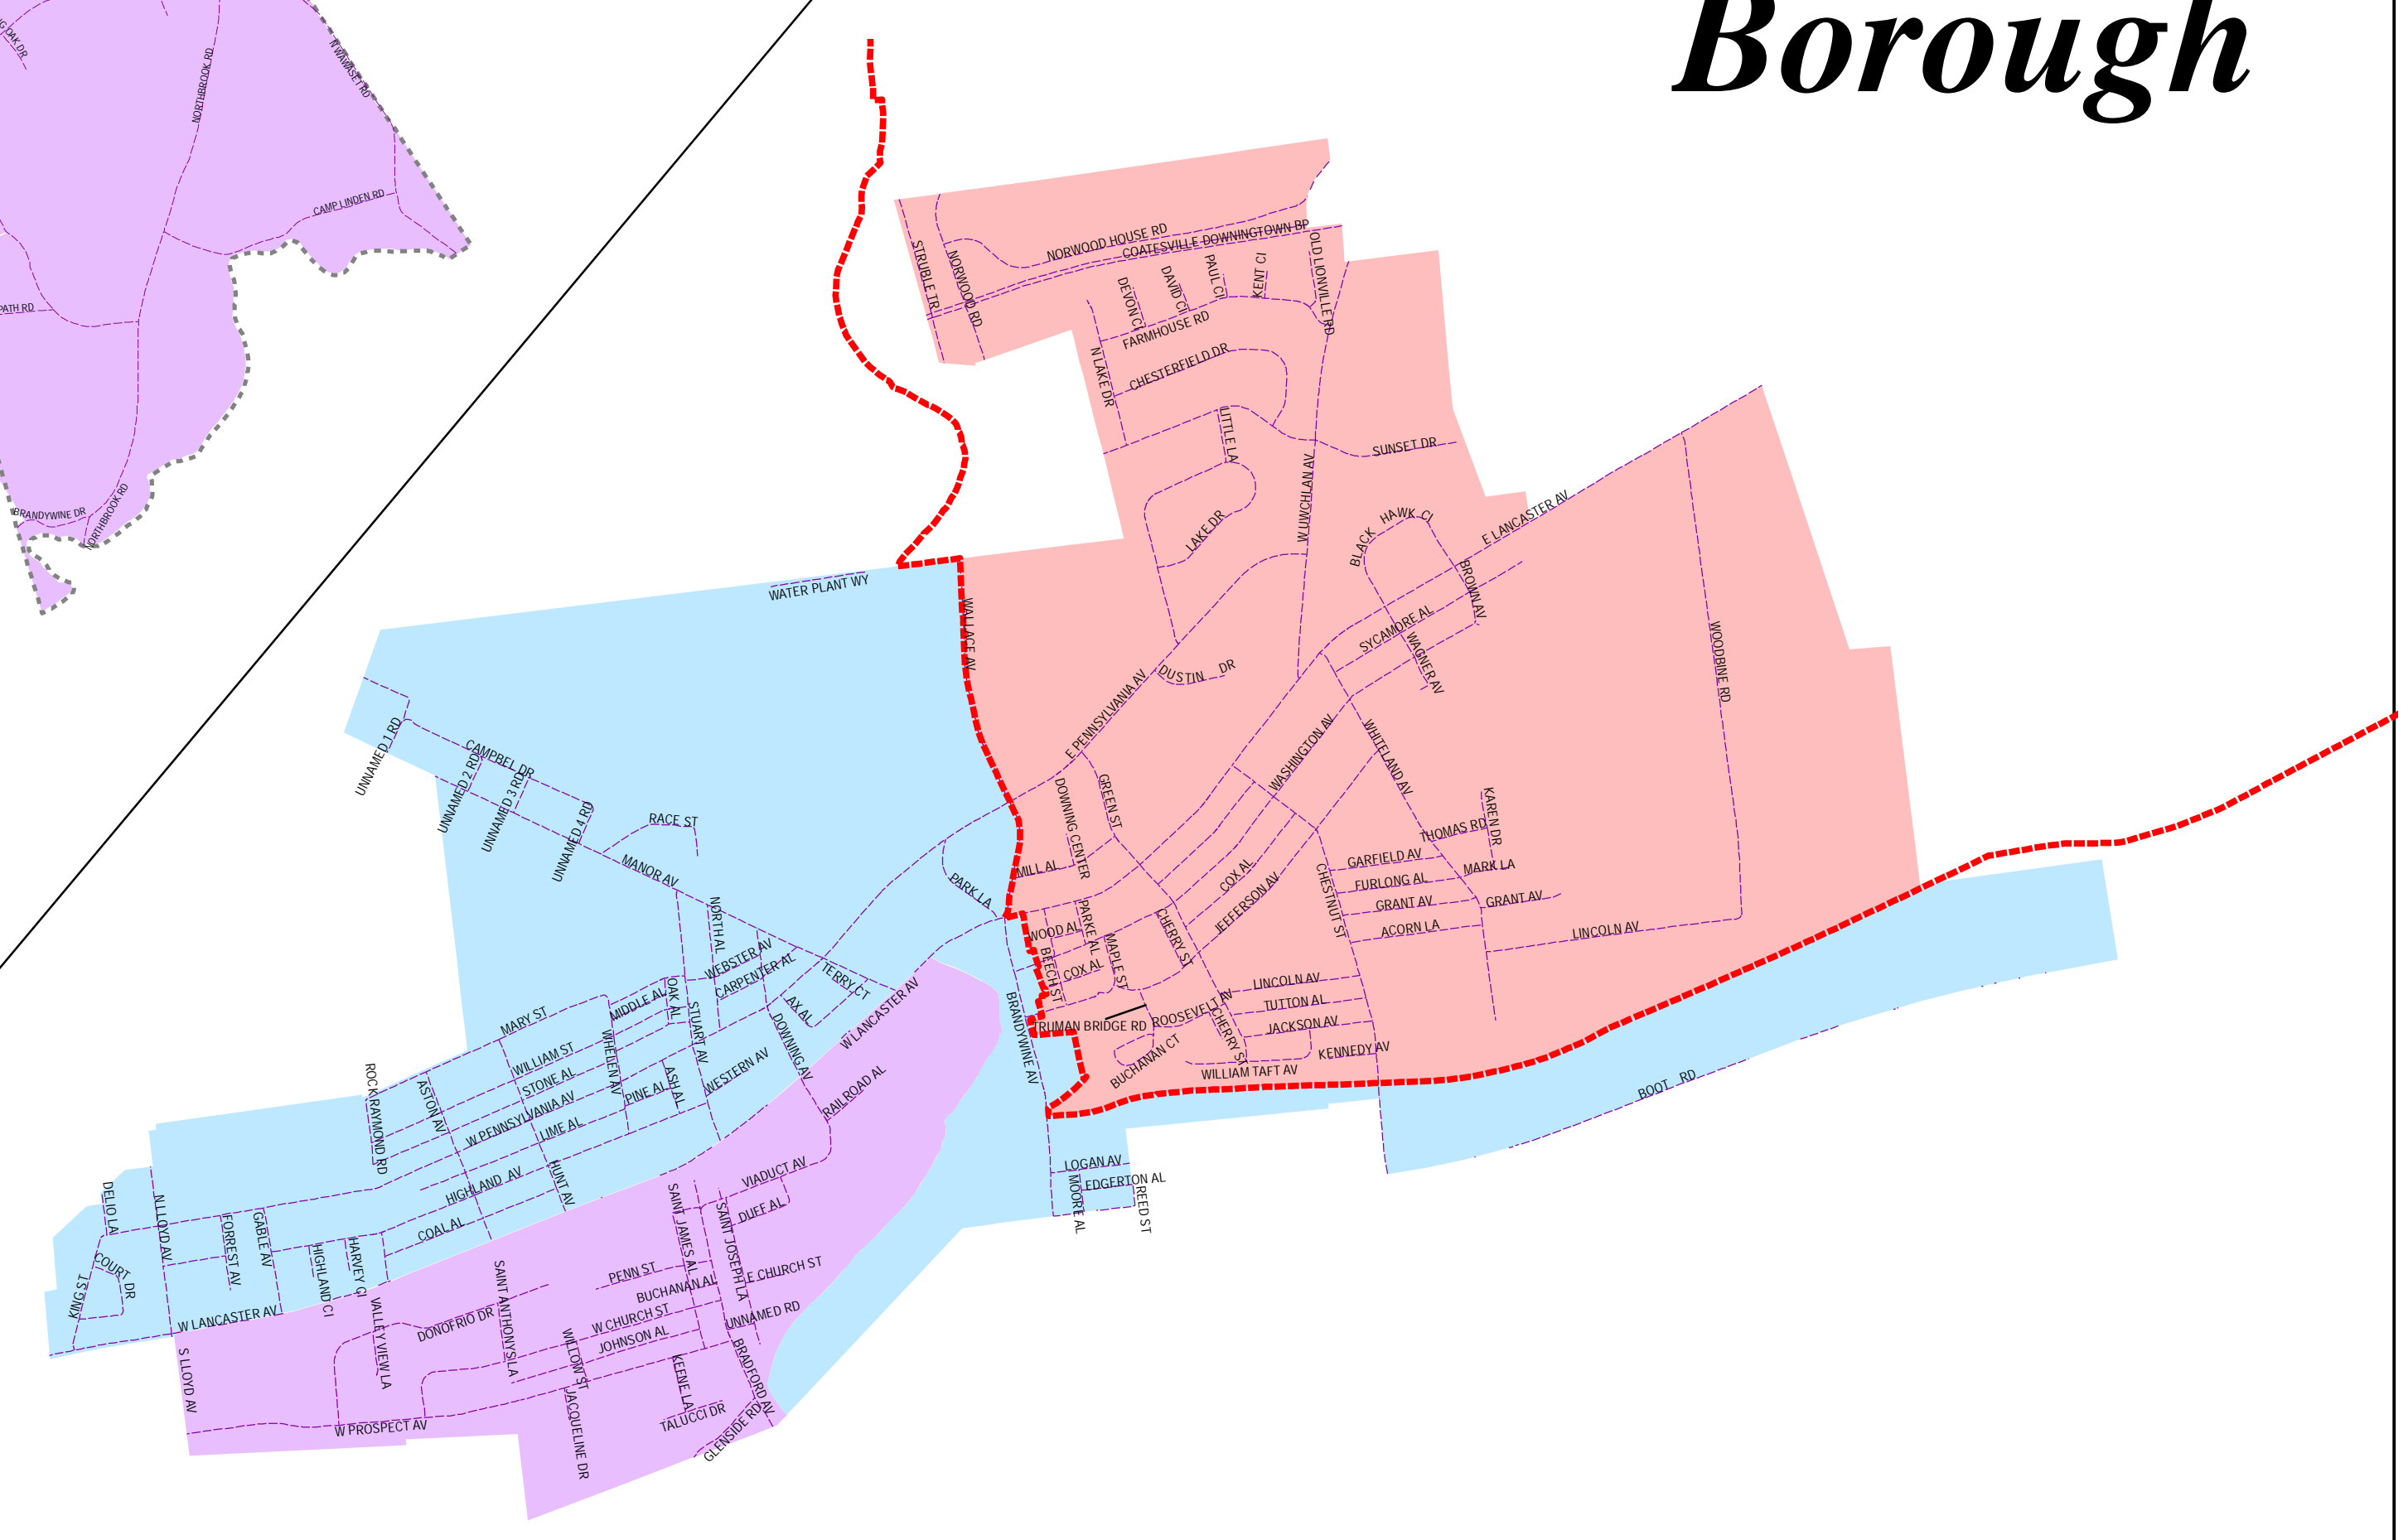 Borough
OAK DR
NORTHBROOK RD
N WAWASET RD
CAMP LINDEN RD
PATH RD
BRANDYWINE DR
NORTHBROOK RD
STRUBLE TR
NORWOOD RD
NORWOOD HOUSE RD
COATESVILLE DOWNINGTOWN BP
OLD LIONVILLE RD
DEVON CI
DAVID CI
PAUL CI
KENT CI
FARMHOUSE RD
N LAKE DR
CHESTERFIELD DR
LITTLE LA
SUNSET DR
W UWCHLAN AV
LAKE DR
BLACK HAWK CI
E LANCASTER AV
BROWN AV
SYCAMORE AL
WAGNER AV
WOODBINE RD
WATER PLANT WY
WALLACE AV
DUSTIN DR
E PENNSYLVANIA AV
WASHINGTON AV
WHITELAND AV
UNNAMED 1 RD
CAMPBEL DR
UNNAMED 2 RD
UNNAMED 3 RD
UNNAMED 4 RD
RACE ST
MANOR AV
DOWNING CENTER
GREEN ST
KAREN DR
THOMAS RD
GARFIELD AV
MARK LA
FURLONG AL
GRANT AV
GRANT AV
ACORN LA
LINCOLN AV
CHESTNUT ST
COX AL
JEFFERSON AV
MILL AL
PARK LA
PARKE AL
WOOD AL
BEECH ST
COX AL
MAPLE ST
CHERRY ST
NORTH AL
WEBSTER AV
CARPENTER AL
TERRY CT
AX AL
OAK AL
MIDDLE AL
STUART AV
DOWNING AV
W LANCASTER AV
BRANDYWINE AV
LINCOLN AV
TUTTON AL
JACKSON AV
ROOSEVELT AV
TRUMAN BRIDGE RD
CHERRY ST
KENNEDY AV
BUCHANAN CT
WILLIAM TAFT AV
BOOT RD
MARY ST
WILLIAM ST
WHELEN AV
STONE AL
ROCK RAYMOND RD
ASTON AV
W PENNSYLVANIA AV
PINE AL
ASH AL
WESTERN AV
LIME AL
RAILROAD AL
HIGHLAND AV
HUNT AV
COAL AL
VIADUCT AV
DUFF AL
LOGAN AV
EDGERTON AL
MOORE AL
REED ST
DELIO LA
N LLOYD AV
FORREST AV
GABLE AV
HIGHLAND CI
HARVEY CI
COURT DR
KING ST
W LANCASTER AV
SAINT JAMES AL
SAINT JOSEPH LA
PENN ST
BUCHANAN AL
E CHURCH ST
W CHURCH ST
JOHNSON AL
UNNAMED RD
SAINT ANTHONYS LA
DONOFRIO DR
VALLEY VIEW LA
S LLOYD AV
WILLOW ST
KEENE LA
BRADFORD AV
JACQUELINE DR
TALUCCI DR
GLENSIDE RD
W PROSPECT AV